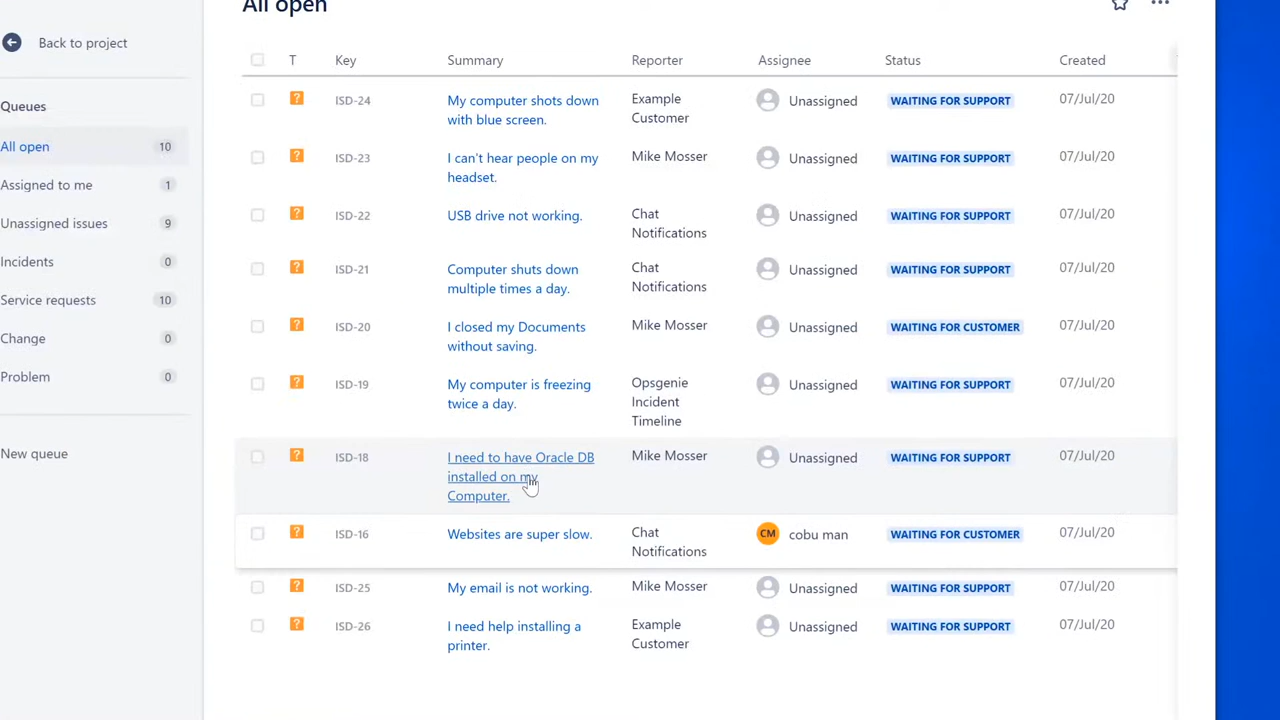 All open
Back to project
Queues
All open 10
Assigned to me 1
Unassigned issues 9
Incidents 0
Service requests 10
Change 0
Problem 0
New queue
T Key Summary Reporter Assignee Status Created
ISD-24 My computer shots down Example Unassigned WAITING FOR SUPPORT 07/Jul/20
with blue screen. Customer
ISD-23 I can't hear people on my Mike Mosser Unassigned WAITING FOR SUPPORT 07/Jul/20
headset.
ISD-22 USB drive not working. Chat Unassigned WAITING FOR SUPPORT 07/Jul/20
Notifications
ISD-21 Computer shuts down Chat Unassigned WAITING FOR SUPPORT 07/Jul/20
multiple times a day. Notifications
ISD-20 I closed my Documents Mike Mosser Unassigned WAITING FOR CUSTOMER 07/Jul/20
without saving.
ISD-19 My computer is freezing Opsgenie Unassigned WAITING FOR SUPPORT 07/Jul/20
twice a day. Incident
Timeline
ISD-18 I need to have Oracle DB Mike Mosser Unassigned WAITING FOR SUPPORT 07/Jul/20
installed on my
Computer.
ISD-16 Websites are super slow. Chat CM cobu man WAITING FOR CUSTOMER 07/Jul/20
Notifications
ISD-25 My email is not working. Mike Mosser Unassigned WAITING FOR SUPPORT 07/Jul/20
ISD-26 I need help installing a Example Unassigned WAITING FOR SUPPORT 07/Jul/20
printer. Customer